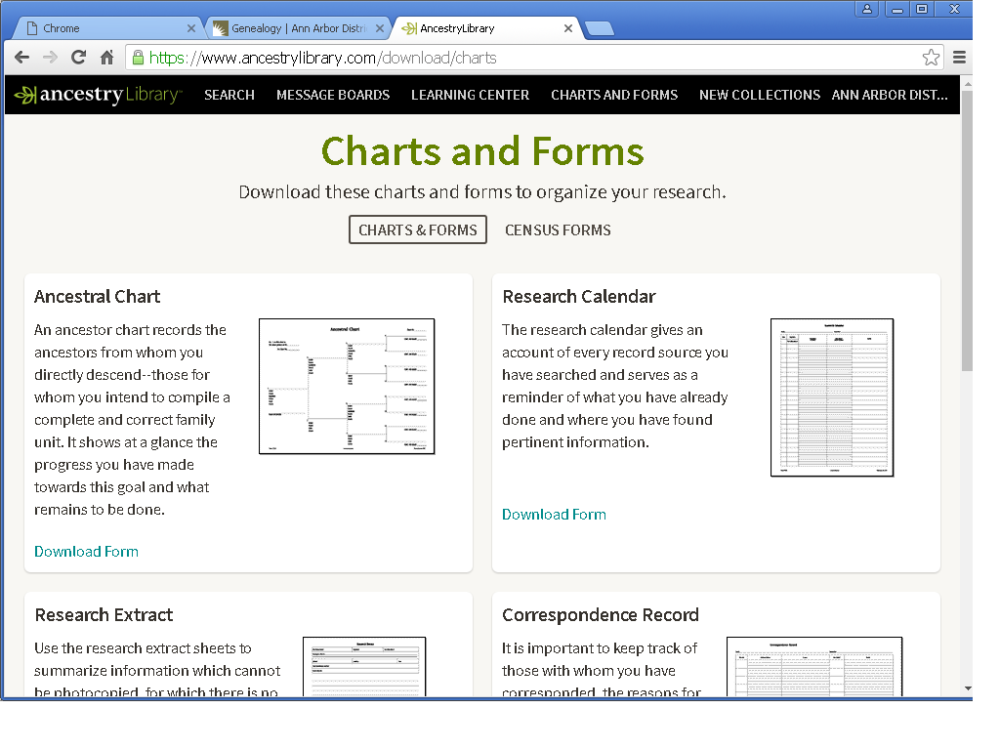 Chrome
Genealogy | Ann Arbor Distri
AncestryLibrary
https://www.ancestrylibrary.com/download/charts
ancestryLibrary™ SEARCH MESSAGE BOARDS LEARNING CENTER CHARTS AND FORMS NEW COLLECTIONS ANN ARBOR DIST...
Charts and Forms
Download these charts and forms to organize your research.
CHARTS & FORMS CENSUS FORMS
Ancestral Chart
An ancestor chart records the
ancestors from whom you
directly descend--those for
whom you intend to compile a
complete and correct family
unit. It shows at a glance the
progress you have made
towards this goal and what
remains to be done.
Ancestral Chart
Download Form
Research Calendar
The research calendar gives an
account of every record source you
have searched and serves as a
reminder of what you have already
done and where you have found
pertinent information.
Download Form
Research Extract
Use the research extract sheets to
summarize information which cannot
be photocopied, for which there is no
Correspondence Record
It is important to keep track of
those with whom you have
corresponded, the reasons for